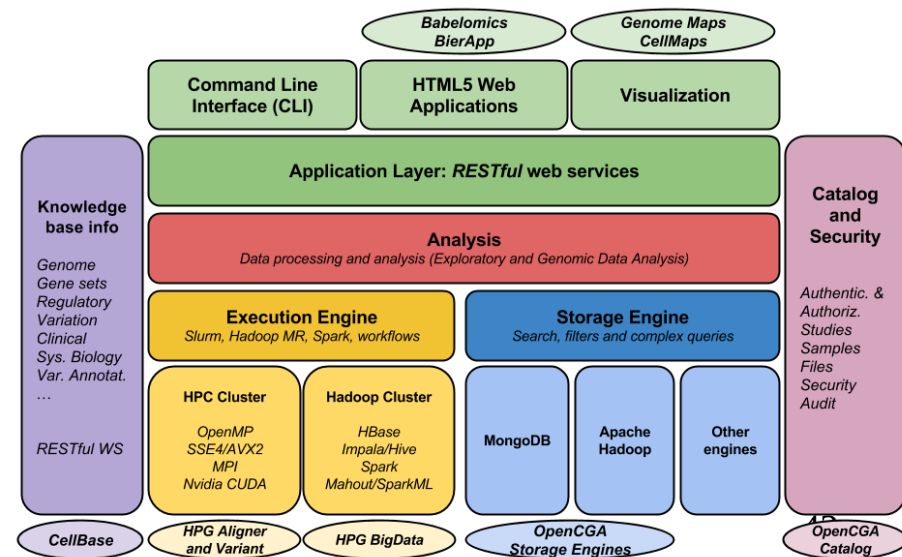 Babelomics
BierApp
Genome Maps
CellMaps
Command Line
Interface (CLI)
HTML5 Web
Applications
Visualization
Application Layer: RESTful web services
Knowledge
base info
Genome
Gene sets
Regulatory
Variation
Clinical
Sys. Biology
Var. Annotat.
…
RESTful WS
Analysis
Data processing and analysis (Exploratory and Genomic Data Analysis)
Execution Engine
Slurm, Hadoop MR, Spark, workflows
Storage Engine
Search, filters and complex queries
HPC Cluster
OpenMP
SSE4/AVX2
MPI
Nvidia CUDA
Hadoop Cluster
HBase
Impala/Hive
Spark
Mahout/SparkML
MongoDB
Apache
Hadoop
Other
engines
Catalog
and
Security
Authentic. &
Authoriz.
Studies
Samples
Files
Security
Audit
CellBase
HPG Aligner
and Variant
HPG BigData
OpenCGA
Storage Engines
OpenCGA
Catalog